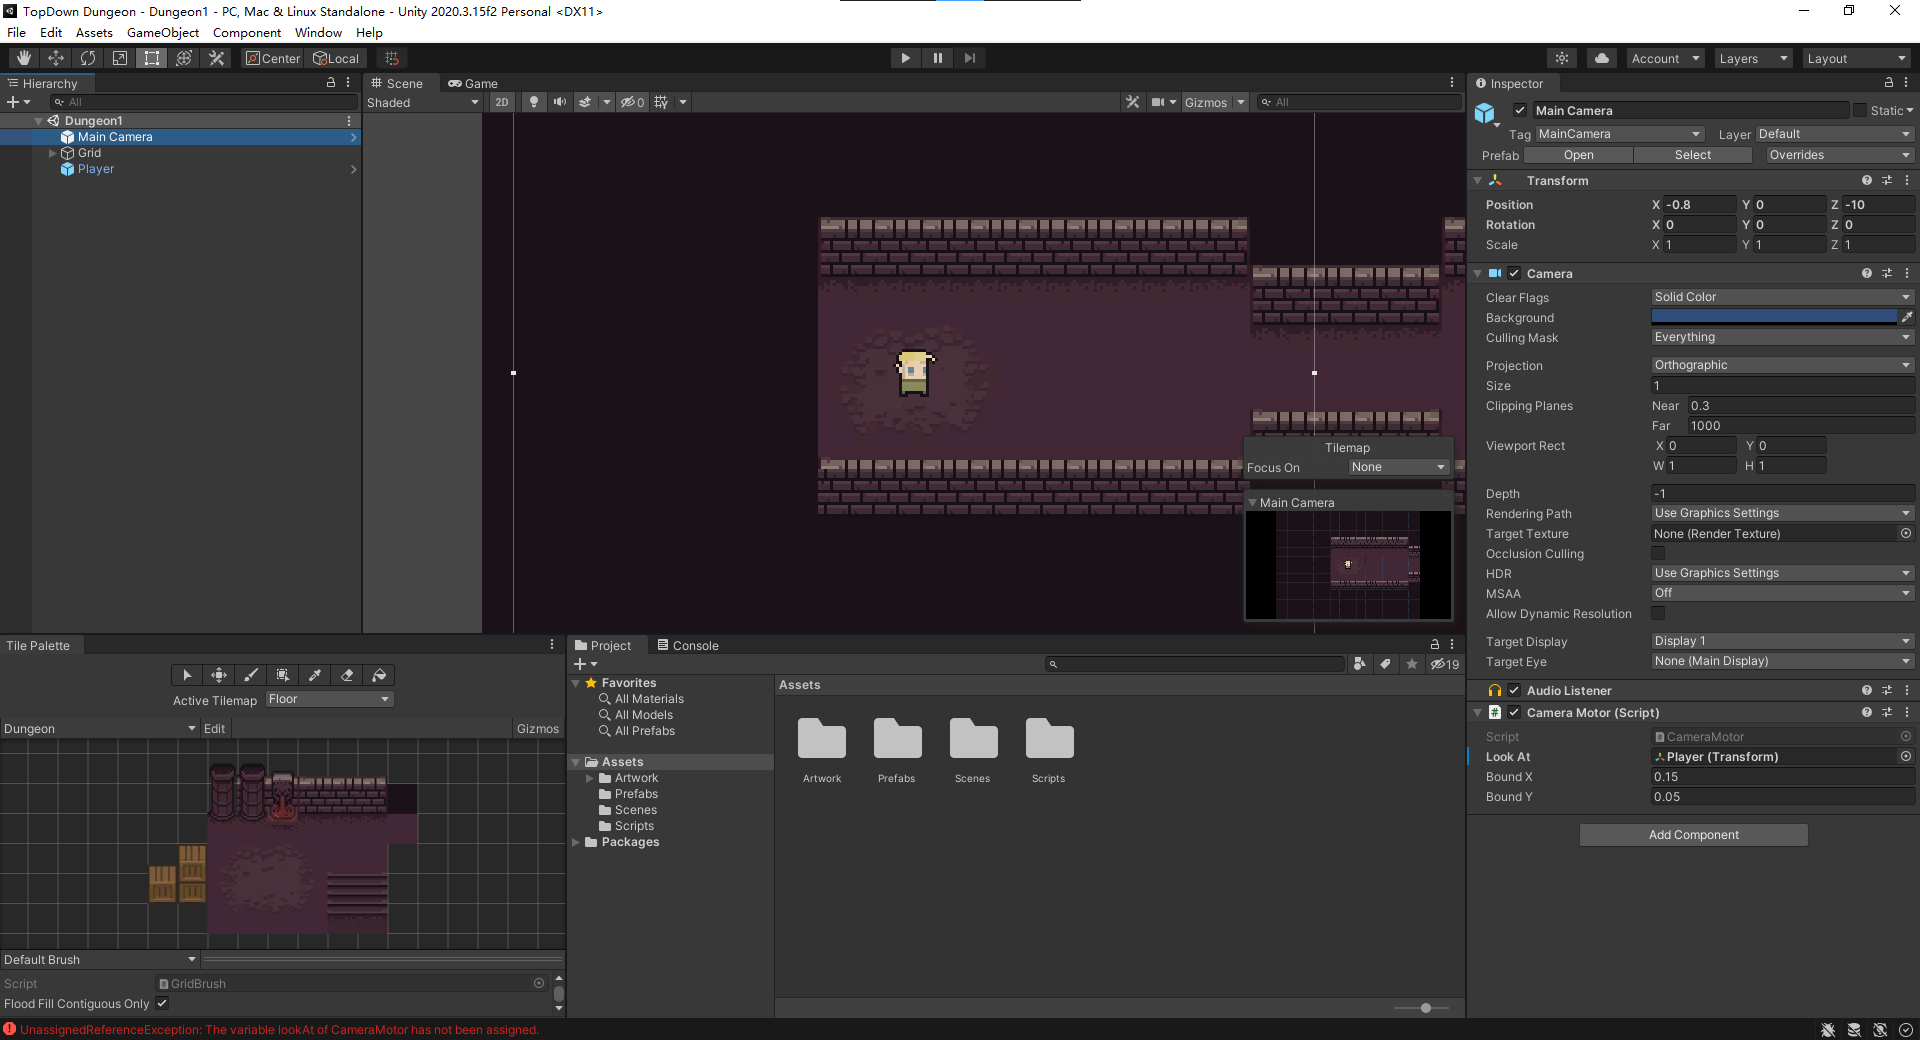 TopDown Dungeon - Dungeon1 - PC, Mac & Linux Standalone - Unity 2020.3.15f2 Personal <DX11>
File Edit Assets GameObject Component Window Help
Center Local Account Layers Layout
Hierarchy
All
Dungeon1
Main Camera
Grid
Player
Scene Game
Shaded 2D 0 Gizmos All
Tilemap
Focus On None
Main Camera
Inspector
Main Camera Static
Tag MainCamera Layer Default
Prefab Open Select Overrides
Transform
Position X -0.8 Y 0 Z -10
Rotation X 0 Y 0 Z 0
Scale X 1 Y 1 Z 1
Camera
Clear Flags Solid Color
Background
Culling Mask Everything
Projection Orthographic
Size 1
Clipping Planes Near 0.3
Far 1000
Viewport Rect X 0 Y 0
W 1 H 1
Depth -1
Rendering Path Use Graphics Settings
Target Texture None (Render Texture)
Occlusion Culling
HDR Use Graphics Settings
MSAA Off
Allow Dynamic Resolution
Target Display Display 1
Target Eye None (Main Display)
Audio Listener
# Camera Motor (Script)
Script CameraMotor
Look At Player (Transform)
Bound X 0.15
Bound Y 0.05
Add Component
Tile Palette
Active Tilemap Floor
Dungeon Edit Gizmos
Default Brush
Script GridBrush
Flood Fill Contiguous Only
Project Console
19
Favorites
All Materials
All Models
All Prefabs
Assets
Artwork
Prefabs
Scenes
Scripts
Packages
Assets
Artwork Prefabs Scenes Scripts
UnassignedReferenceException: The variable lookAt of CameraMotor has not been assigned.